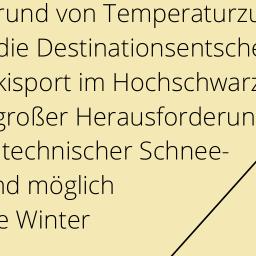 rund von Temperaturzu
die Destinationsentsche
kisport im Hochschwarz
großer Herausforderun
technischer Schnee-
nd möglich
e Winter